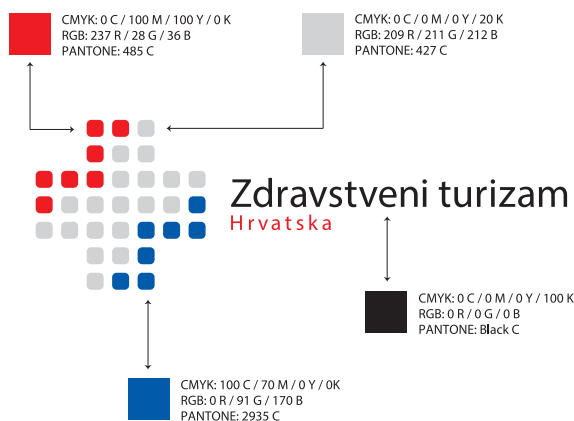 CMYK: 0 C / 100 M / 100 Y / 0 K
RGB: 237 R / 28 G / 36 B
PANTONE: 485 C
CMYK: 0 C / 0 M / 0 Y / 20 K
RGB: 209 R / 211 G / 212 B
PANTONE: 427 C
Zdravstveni turizam
Hrvatska
CMYK: 0 C / 0 M / 0 Y / 100 K
RGB: 0 R / 0 G / 0 B
PANTONE: Black C
CMYK: 100 C / 70 M / 0 Y / 0K
RGB: 0 R / 91 G / 170 B
PANTONE: 2935 C